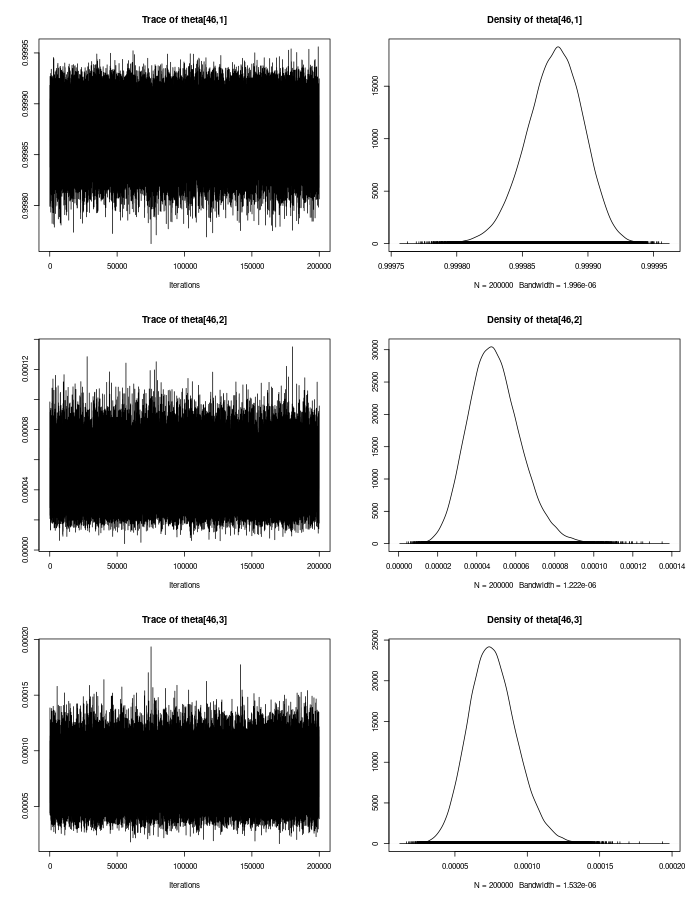 Trace of theta[46,1]
Density of theta[46,1]
0.99980 0.99985 0.99990 0.99995
0 50000 100000 150000 200000
Iterations
0 5000 10000 15000
0.99975 0.99980 0.99985 0.99990 0.99995
N = 200000 Bandwidth = 1.996e-06
Trace of theta[46,2]
Density of theta[46,2]
0.00000 0.00004 0.00008 0.00012
0 50000 100000 150000 200000
Iterations
0 5000 10000 15000 20000 25000 30000
0.00000 0.00002 0.00004 0.00006 0.00008 0.00010 0.00012 0.00014
N = 200000 Bandwidth = 1.222e-06
Trace of theta[46,3]
Density of theta[46,3]
0.00005 0.00010 0.00015 0.00020
0 50000 100000 150000 200000
Iterations
0 5000 10000 15000 20000 25000
0.00005 0.00010 0.00015 0.00020
N = 200000 Bandwidth = 1.532e-06